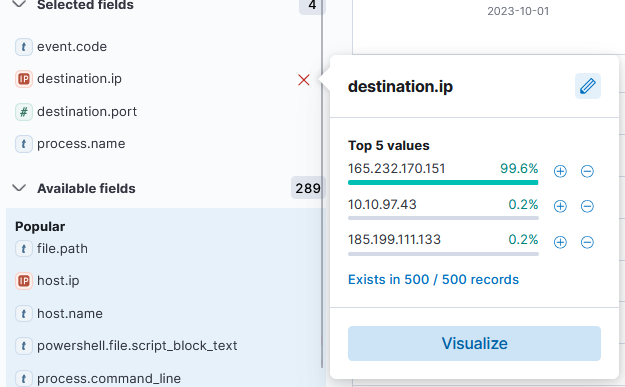 Selected fields 4
2023-10-01
t event.code
IP destination.ip
# destination.port
t process.name
Available fields 289
Popular
t file.path
IP host.ip
t host.name
t powershell.file.script_block_text
t process.command_line
destination.ip
Top 5 values
165.232.170.151 99.6%
10.10.97.43 0.2%
185.199.111.133 0.2%
Exists in 500 / 500 records
Visualize